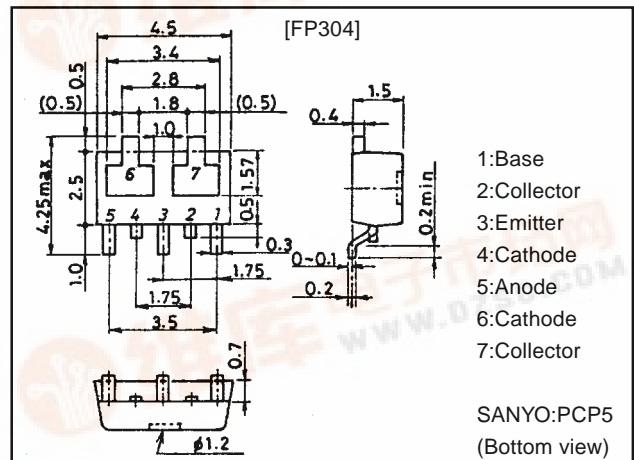 [FP304]
4.5
3.4
2.8
(0.5) 1.8 (0.5)
1.0
0.5
4.25max
2.5
1.0
1.57
0.5
6 7
5 4 3 2 1
0.3
1.75
1.75
3.5
1.5
0.4
0.2min
0~0.1
0.2
0.7
ø1.2
1:Base
2:Collector
3:Emitter
4:Cathode
5:Anode
6:Cathode
7:Collector
SANYO:PCP5
(Bottom view)